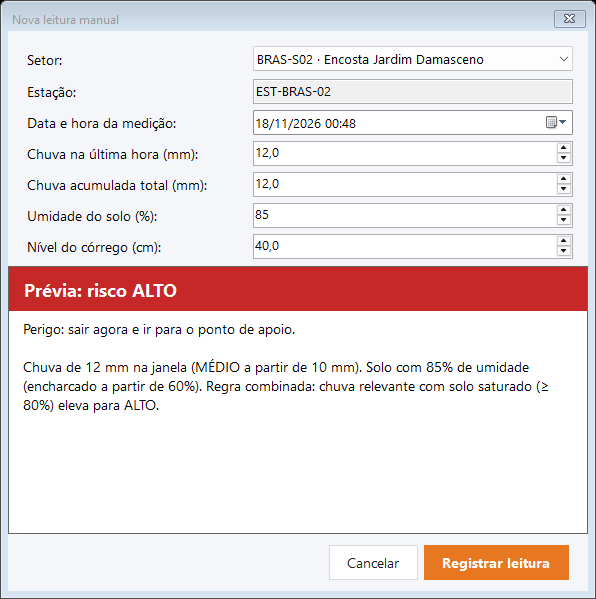 Nova leitura manual
Setor:
BRAS-S02 · Encosta Jardim Damasceno
Estação:
EST-BRAS-02
Data e hora da medição:
18/11/2026 00:48
Chuva na última hora (mm):
12,0
Chuva acumulada total (mm):
12,0
Umidade do solo (%):
85
Nível do córrego (cm):
40,0
Prévia: risco ALTO
Perigo: sair agora e ir para o ponto de apoio.
Chuva de 12 mm na janela (MÉDIO a partir de 10 mm). Solo com 85% de umidade
(encharcado a partir de 60%). Regra combinada: chuva relevante com solo saturado (≥
80%) eleva para ALTO.
Cancelar
Registrar leitura